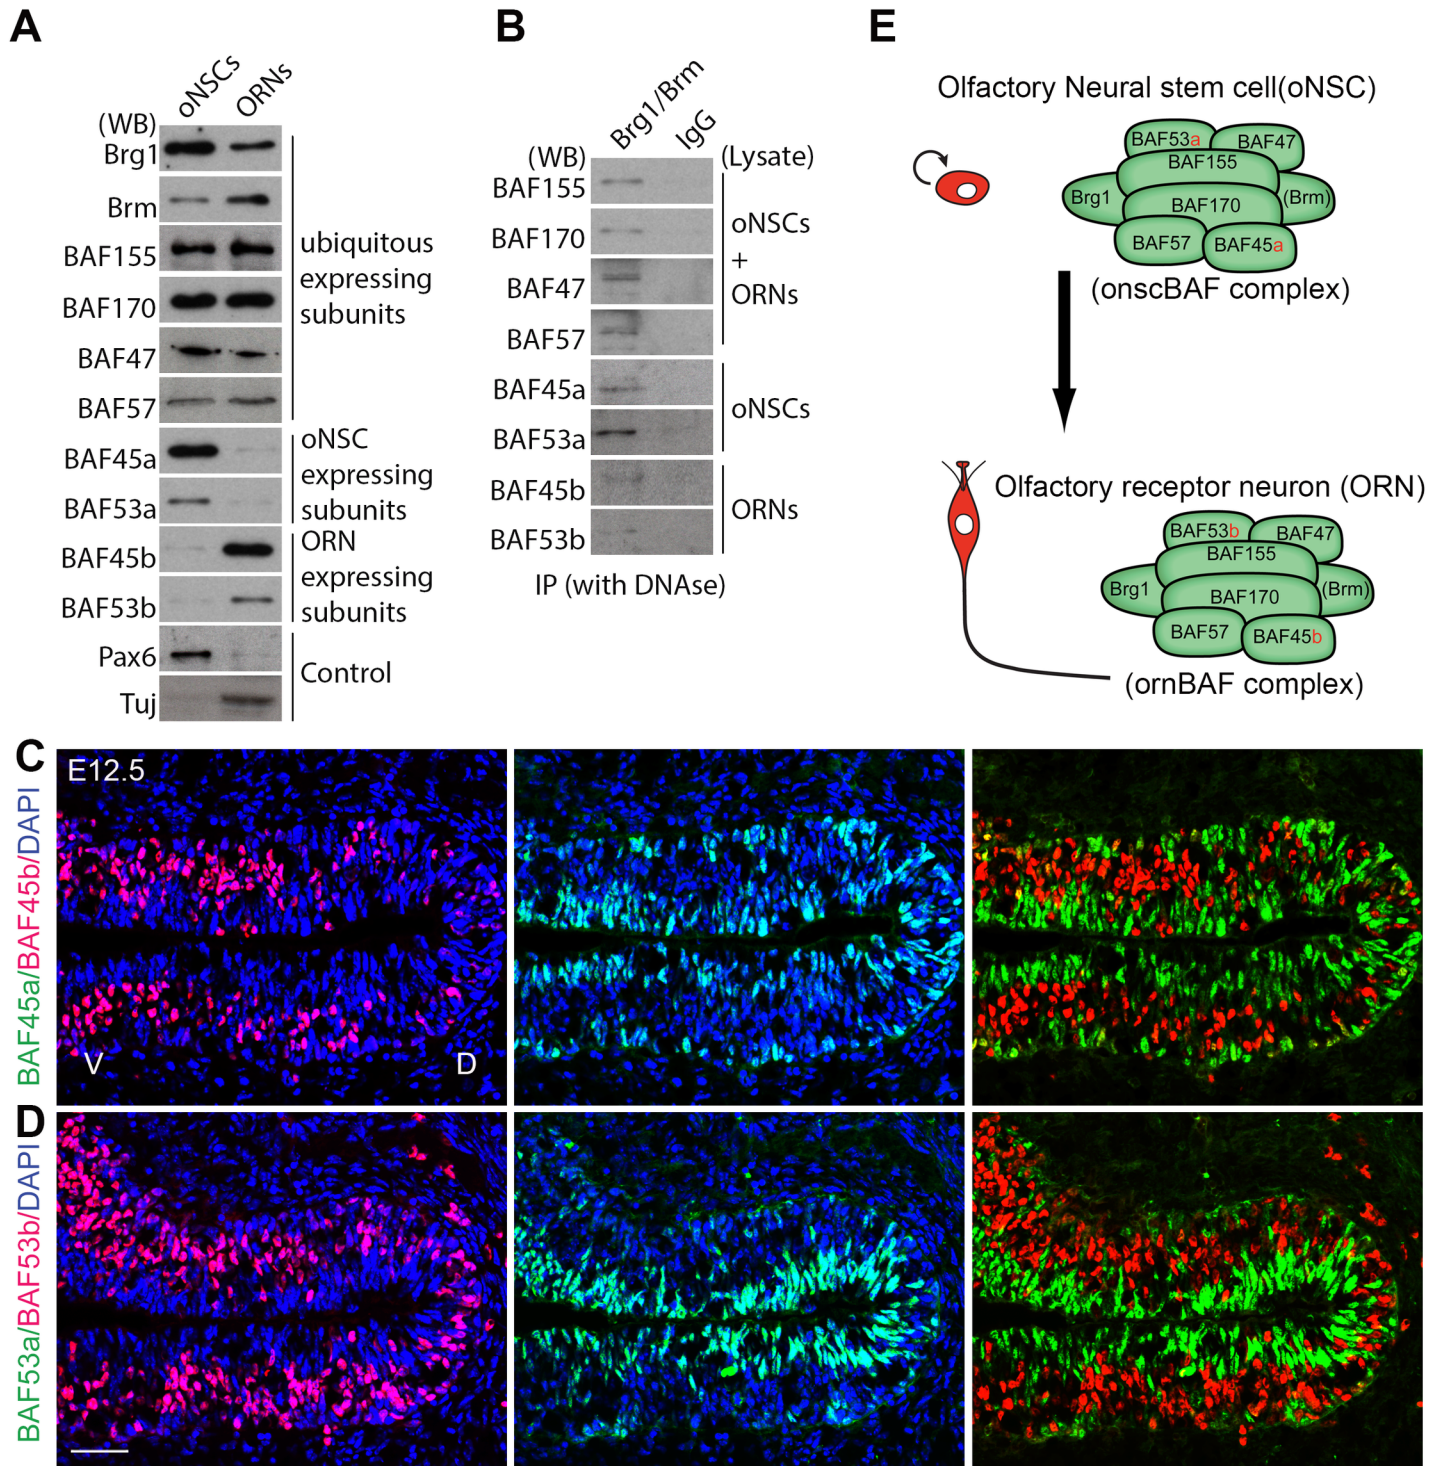 A
oNSCs
ORNs
(WB)
Brg1
Brm
BAF155
BAF170
BAF47
BAF57
BAF45a
BAF53a
BAF45b
BAF53b
Pax6
Tuj
ubiquitous
expressing
subunits
oNSC
expressing
subunits
ORN
expressing
subunits
Control
B
Brg1/Brm
IgG
(WB)
(Lysate)
BAF155
BAF170
BAF47
BAF57
BAF45a
BAF53a
BAF45b
BAF53b
oNSCs
+
ORNs
oNSCs
ORNs
IP (with DNAse)
E
Olfactory Neural stem cell(oNSC)
BAF53a
BAF47
BAF155
Brg1
BAF170
(Brm)
BAF57
BAF45a
(onscBAF complex)
Olfactory receptor neuron (ORN)
BAF53b
BAF47
BAF155
Brg1
BAF170
(Brm)
BAF57
BAF45b
(ornBAF complex)
C
BAF45a/BAF45b/DAPI
E12.5
V
D
D
BAF53a/BAF53b/DAPI